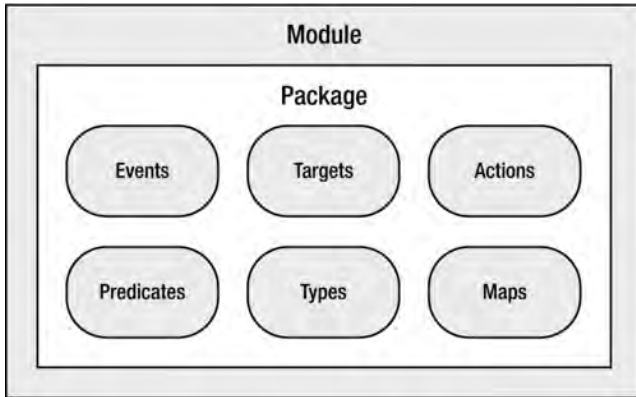 Module
Package
Events
Targets
Actions
Predicates
Types
Maps